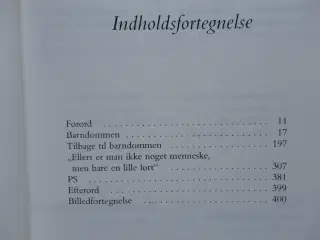 Indholdsfortegnelse
Forord 11
Barndommen 17
Tilbage til barndommen 197
„Ellers er man ikke noget menneske,
men bare en lille lort“ 307
PS 381
Efterord 399
Billedfortegnelse 400